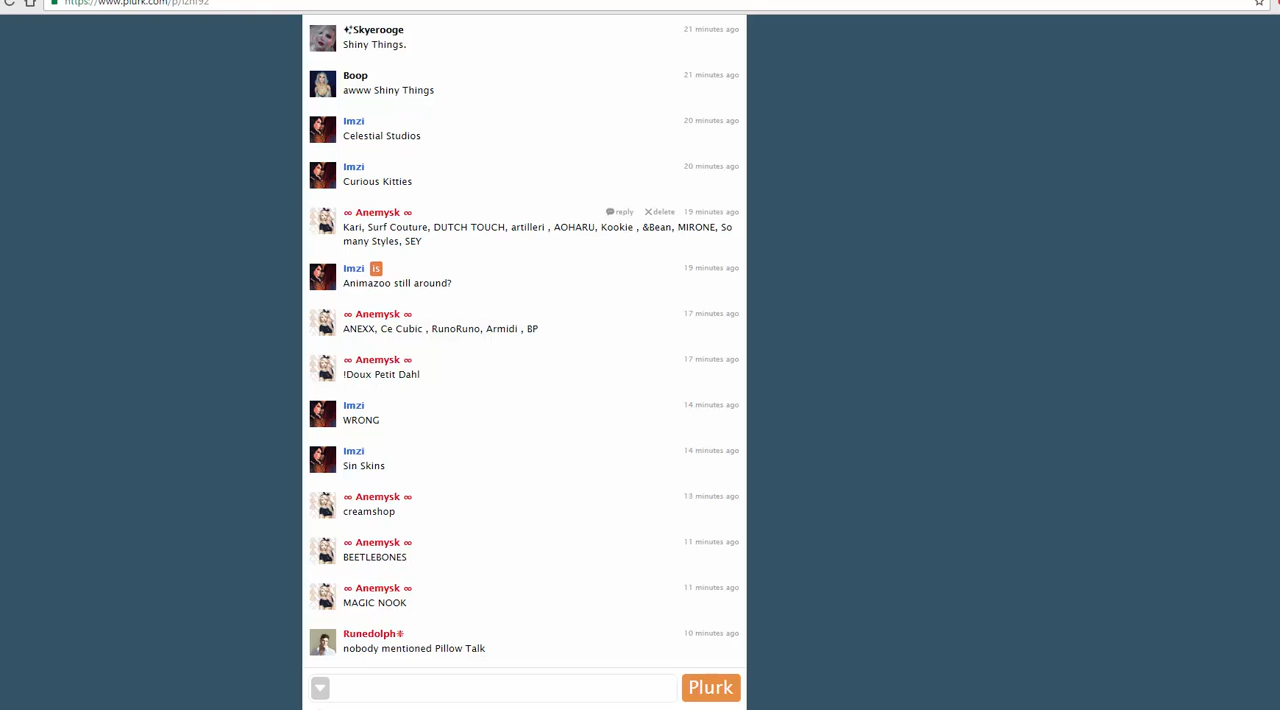 https://www.plurk.com/p/lzhl92
Skyerooge
21 minutes ago
Shiny Things.
Boop
21 minutes ago
awww Shiny Things
Imzi
20 minutes ago
Celestial Studios
Imzi
20 minutes ago
Curious Kitties
∞ Anemysk ∞
reply
delete
19 minutes ago
Kari, Surf Couture, DUTCH TOUCH, artilleri , AOHARU, Kookie , &Bean, MIRONE, So
many Styles, SEY
Imzi is
19 minutes ago
Animazoo still around?
∞ Anemysk ∞
17 minutes ago
ANEXX, Ce Cubic , RunoRuno, Armidi , BP
∞ Anemysk ∞
17 minutes ago
!Doux Petit Dahl
Imzi
14 minutes ago
WRONG
Imzi
14 minutes ago
Sin Skins
∞ Anemysk ∞
13 minutes ago
creamshop
∞ Anemysk ∞
11 minutes ago
BEETLEBONES
∞ Anemysk ∞
11 minutes ago
MAGIC NOOK
Runedolph
10 minutes ago
nobody mentioned Pillow Talk
Plurk